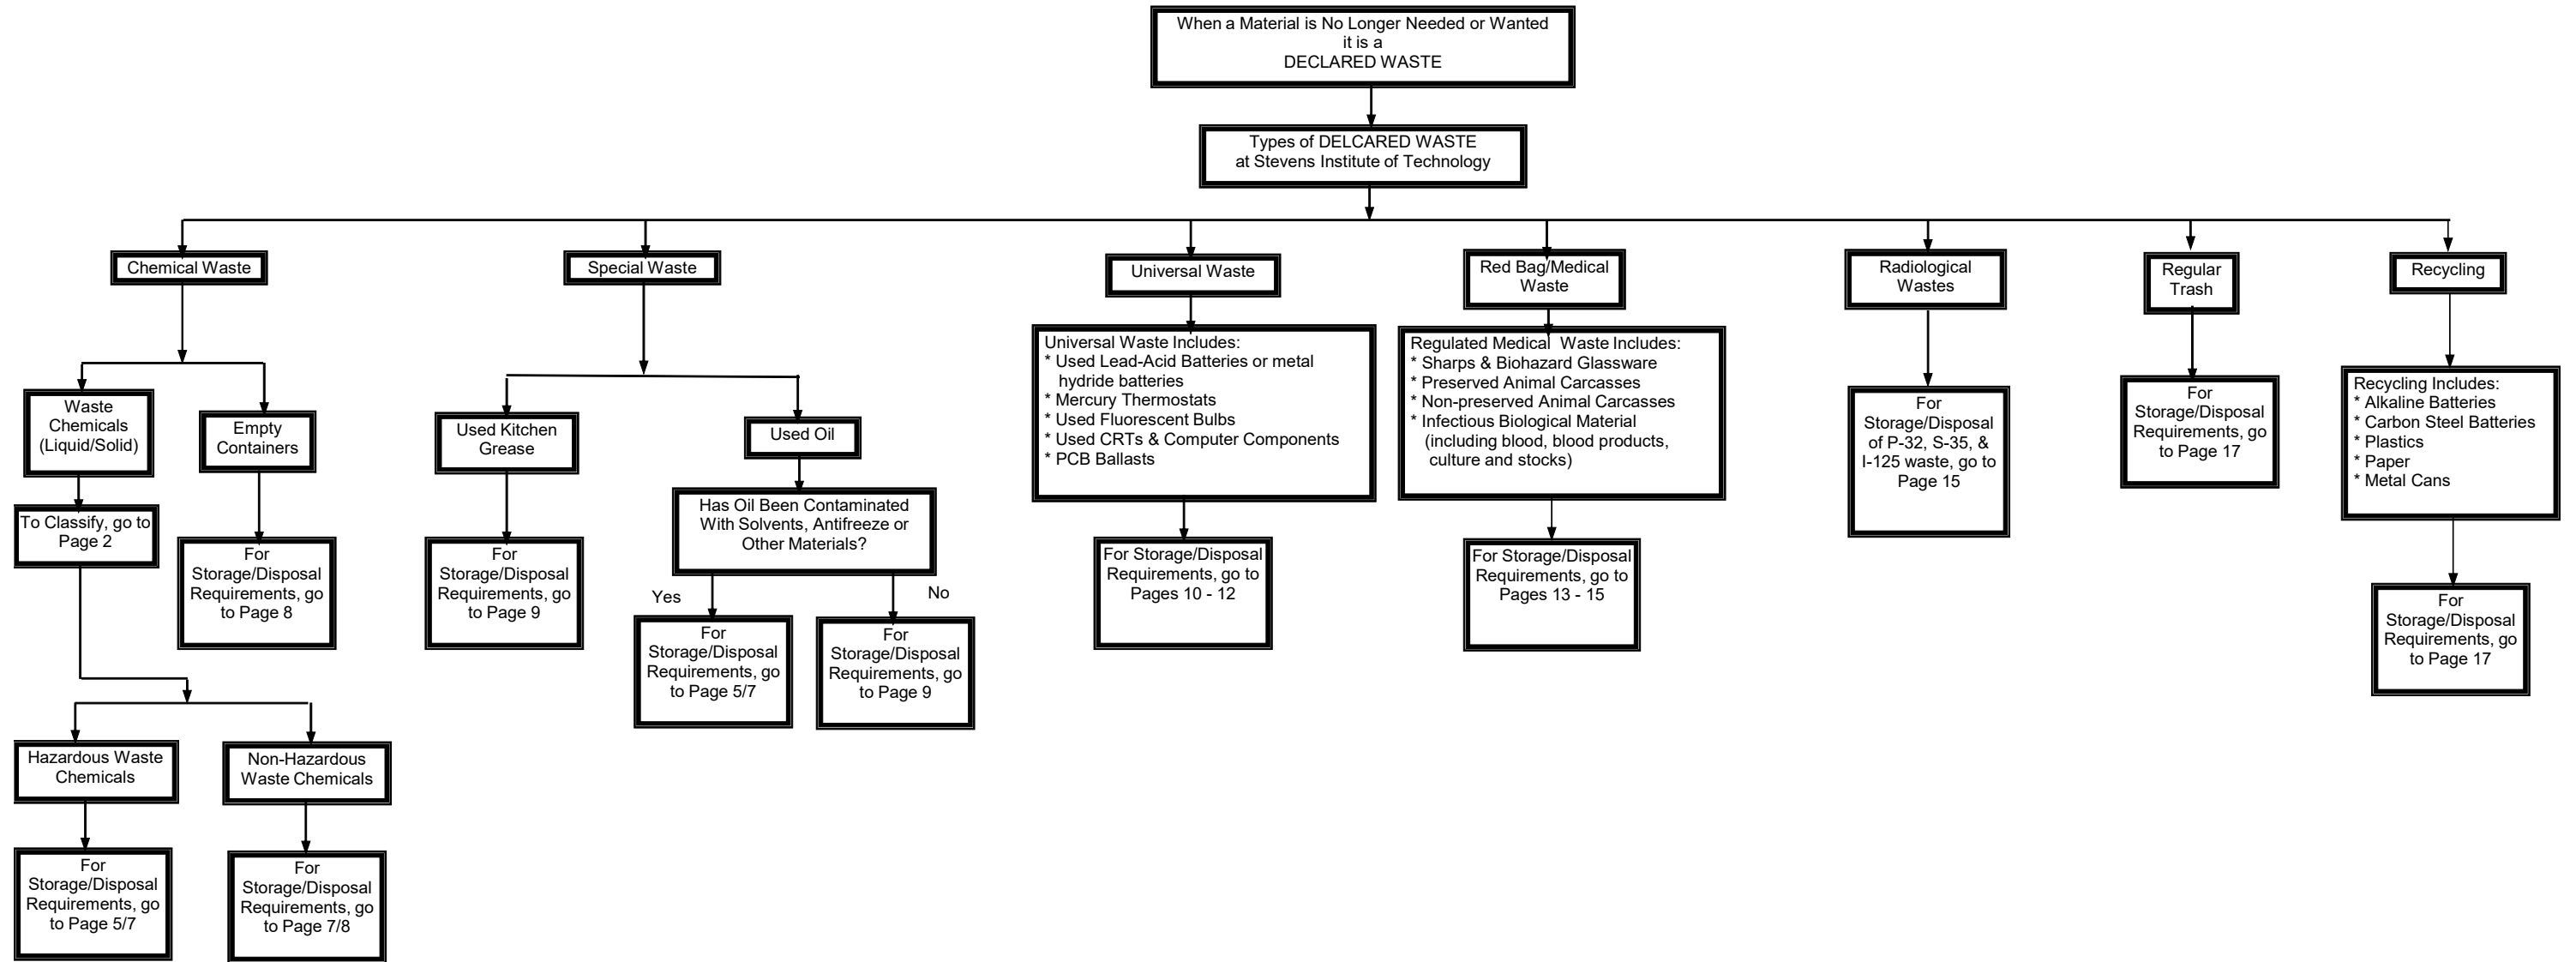 When a Material is No Longer Needed or Wanted
it is a
DECLARED WASTE
Types of DELCARED WASTE
at Stevens Institute of Technology
Chemical Waste
Special Waste
Universal Waste
Red Bag/Medical
Waste
Radiological
Wastes
Regular
Trash
Recycling
Waste
Chemicals
(Liquid/Solid)
Empty
Containers
To Classify, go to
Page 2
For
Storage/Disposal
Requirements, go
to Page 8
Hazardous Waste
Chemicals
Non-Hazardous
Waste Chemicals
For
Storage/Disposal
Requirements, go
to Page 5/7
For
Storage/Disposal
Requirements, go
to Page 7/8
Used Kitchen
Grease
Used Oil
For
Storage/Disposal
Requirements, go
to Page 9
Has Oil Been Contaminated
With Solvents, Antifreeze or
Other Materials?
Yes
No
For
Storage/Disposal
Requirements, go
to Page 5/7
For
Storage/Disposal
Requirements, go
to Page 9
Universal Waste Includes:
* Used Lead-Acid Batteries or metal
hydride batteries
* Mercury Thermostats
* Used Fluorescent Bulbs
* Used CRTs & Computer Components
* PCB Ballasts
For Storage/Disposal
Requirements, go to
Pages 10 - 12
Regulated Medical Waste Includes:
* Sharps & Biohazard Glassware
* Preserved Animal Carcasses
* Non-preserved Animal Carcasses
* Infectious Biological Material
(including blood, blood products,
culture and stocks)
For Storage/Disposal
Requirements, go to
Pages 13 - 15
For
Storage/Disposal
of P-32, S-35, &
I-125 waste, go to
Page 15
For
Storage/Disposal
Requirements, go
to Page 17
Recycling Includes:
* Alkaline Batteries
* Carbon Steel Batteries
* Plastics
* Paper
* Metal Cans
For
Storage/Disposal
Requirements, go
to Page 17